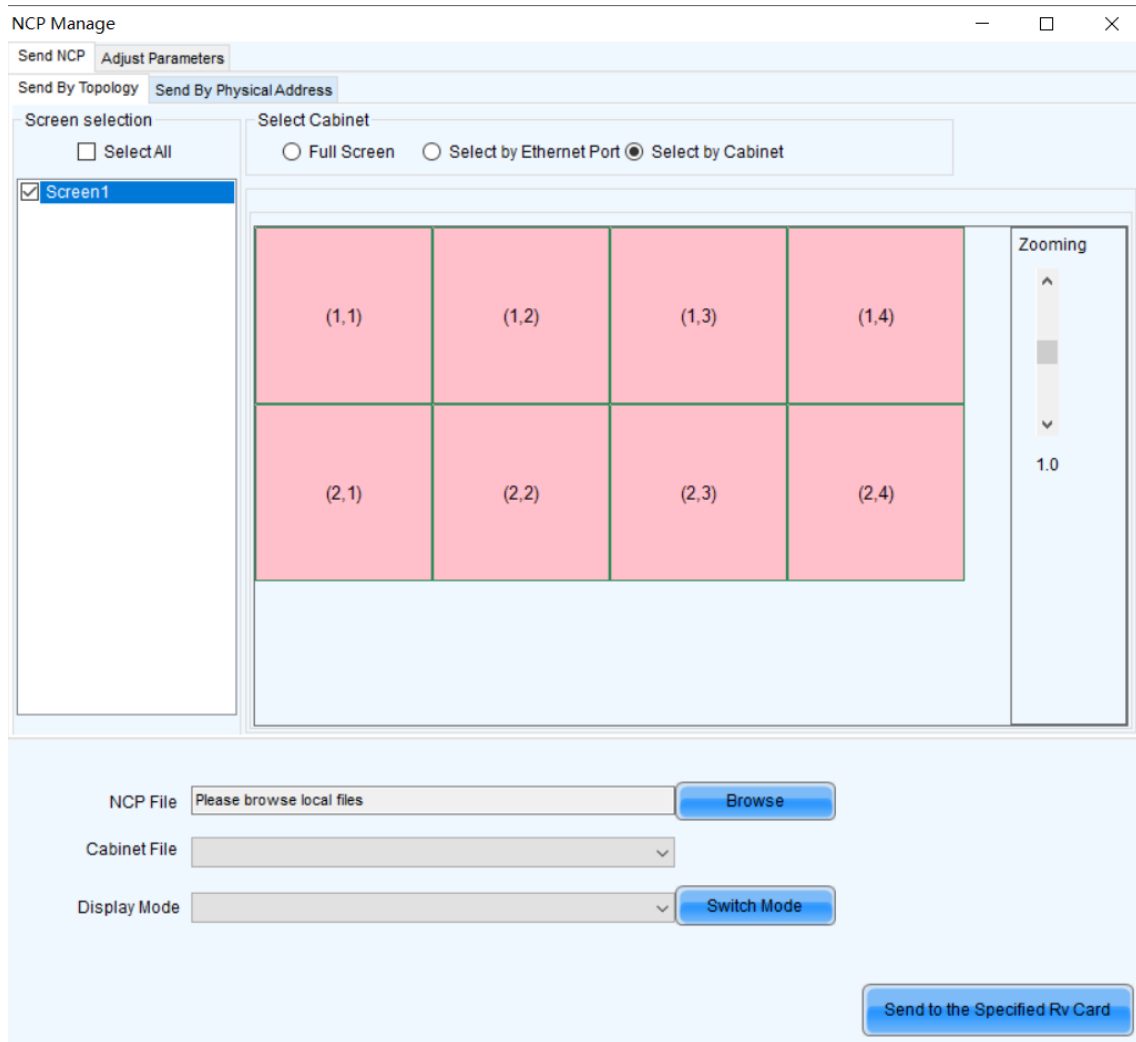 NCP Manage
Send NCP Adjust Parameters
Send By Topology Send By Physical Address
Screen selection
Select All
Screen1
Select Cabinet
Full Screen Select by Ethernet Port Select by Cabinet
(1,1) (1,2) (1,3) (1,4)
(2,1) (2,2) (2,3) (2,4)
Zooming
1.0
NCP File Please browse local files Browse
Cabinet File
Display Mode Switch Mode
Send to the Specified Rv Card